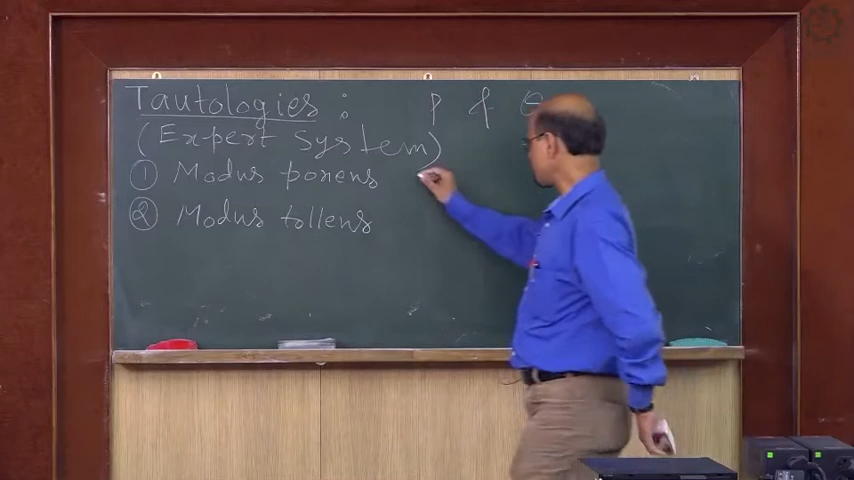 Tautologies : P &
(Expert System)
① Modus ponens
② Modus tollens